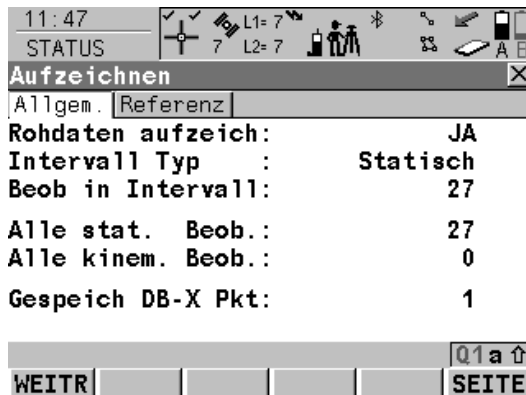 11:47
STATUS
L1= 7
7 L2= 7
A B
Aufzeichnen
Allgem. Referenz
Rohdaten aufzeich: JA
Intervall Typ : Statisch
Beob in Intervall: 27
Alle stat. Beob.: 27
Alle kinem. Beob.: 0
Gespeich DB-X Pkt: 1
Q1 a
WEITR SEITE